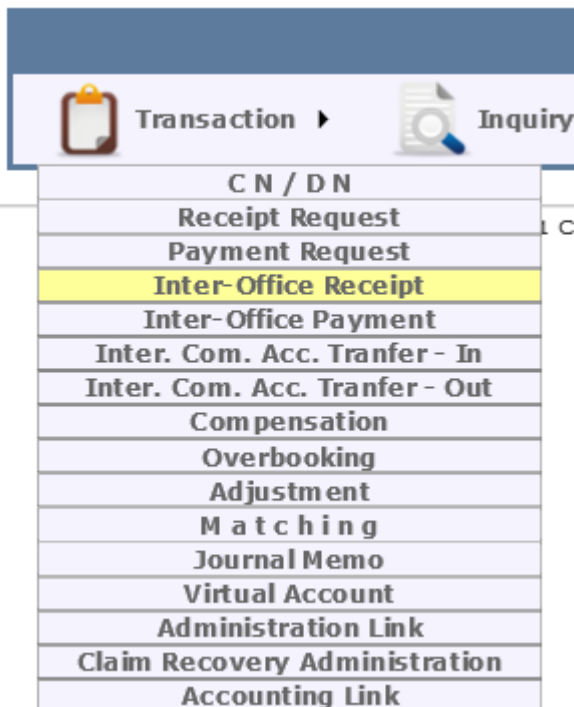 Transaction
Inquiry
C N / D N
Receipt Request
1 C
Payment Request
Inter-Office Receipt
Inter-Office Payment
Inter. Com. Acc. Tranfer - In
Inter. Com. Acc. Tranfer - Out
Compensation
Overbooking
Adjustment
M a t c h i n g
Journal Memo
Virtual Account
Administration Link
Claim Recovery Administration
Accounting Link